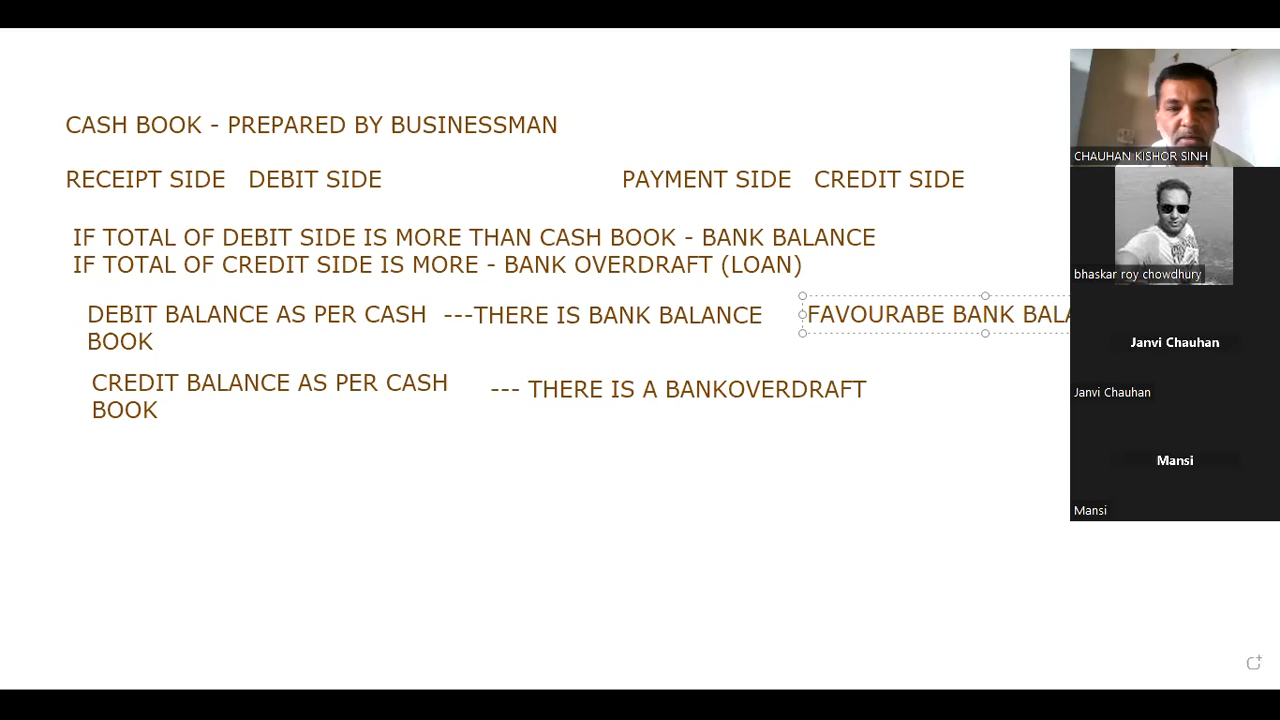 CASH BOOK - PREPARED BY BUSINESSMAN
RECEIPT SIDE DEBIT SIDE PAYMENT SIDE CREDIT SIDE
IF TOTAL OF DEBIT SIDE IS MORE THAN CASH BOOK - BANK BALANCE
IF TOTAL OF CREDIT SIDE IS MORE - BANK OVERDRAFT (LOAN)
DEBIT BALANCE AS PER CASH ---THERE IS BANK BALANCE FAVOURABE BANK
BOOK
CREDIT BALANCE AS PER CASH --- THERE IS A BANKOVERDRAFT
BOOK
CHAUHAN KISHOR SINH
bhaskar roy chowdhury
Janvi Chauhan
Janvi Chauhan
Mansi
Mansi